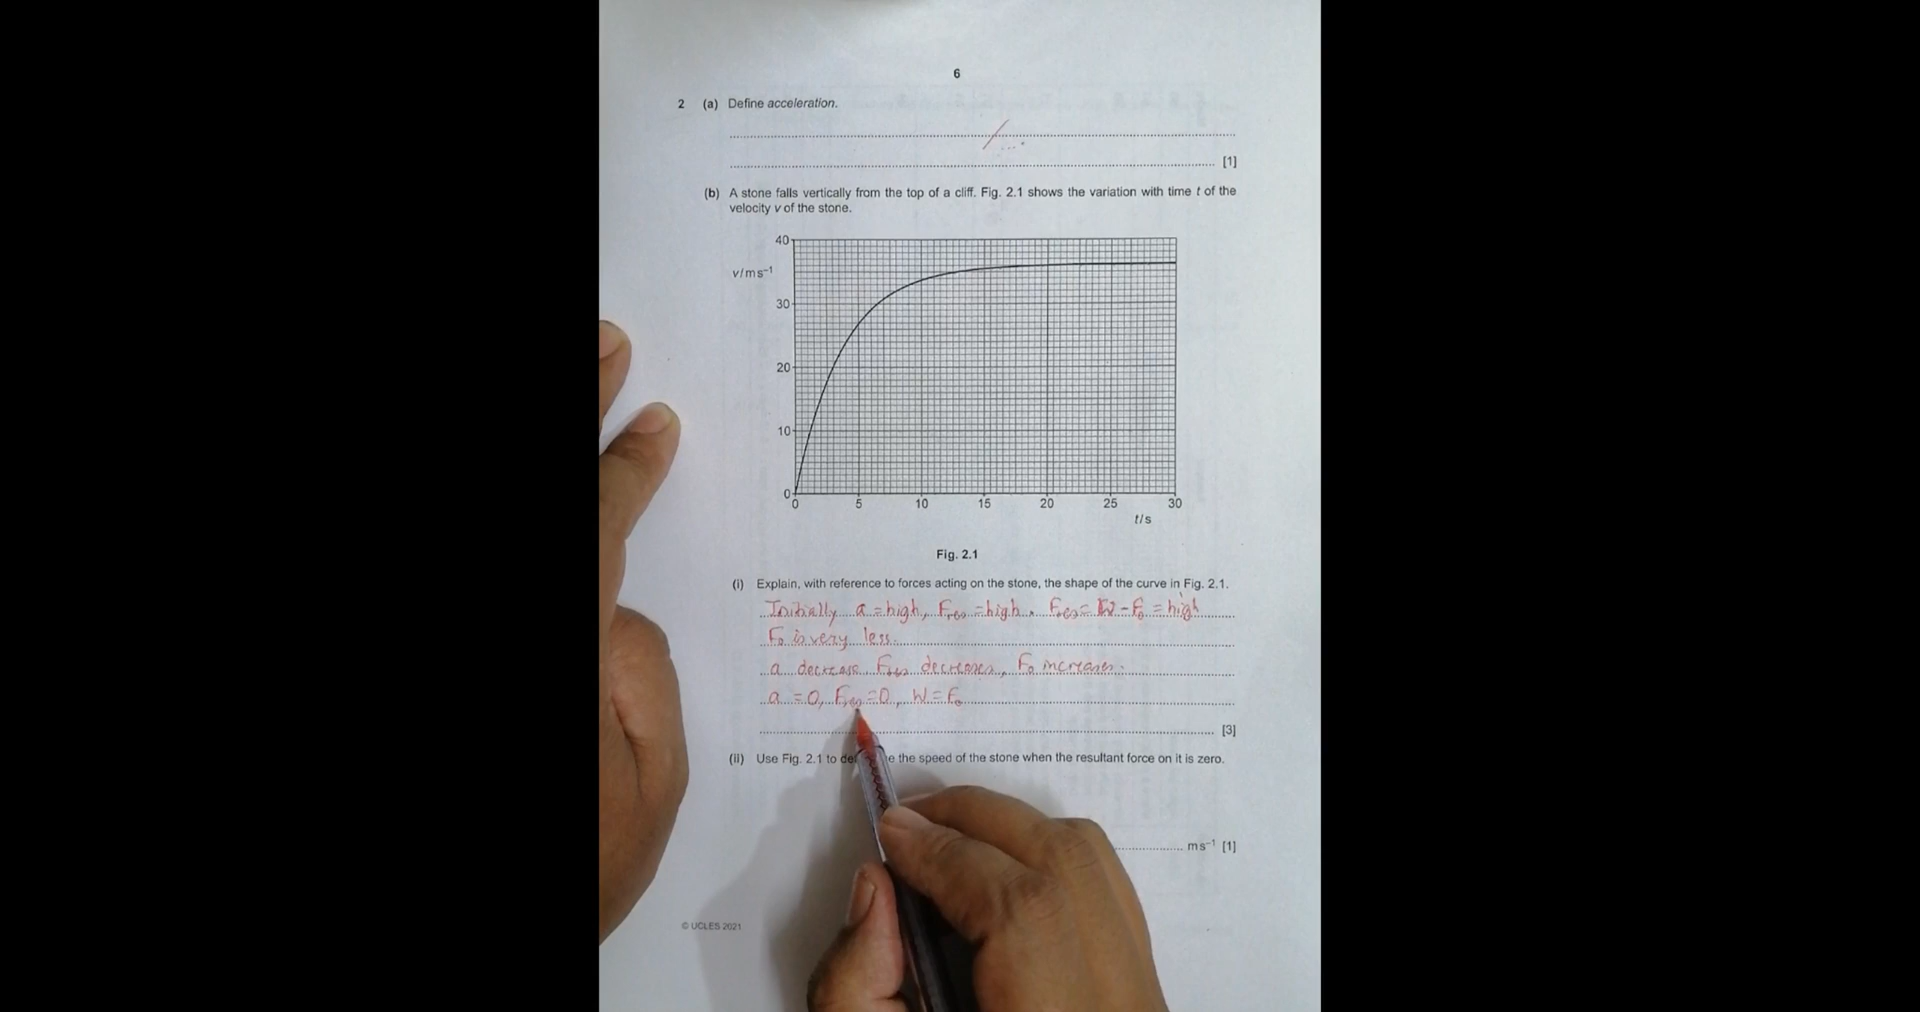 6
2 (a) Define acceleration.
[1]
(b) A stone falls vertically from the top of a cliff. Fig. 2.1 shows the variation with time t of the
velocity v of the stone.
40
v/ms⁻¹
30
20
10
0
0 5 10 15 20 25 30
t/s
Fig. 2.1
(i) Explain, with reference to forces acting on the stone, the shape of the curve in Fig. 2.1.
Initially a = high, Fres = high. Fres = W - F₀ = high
F₀ is very less.
a decrease Fres decreases, F₀ increases.
a = 0, Fres = 0, W = F₀
[3]
(ii) Use Fig. 2.1 to de e the speed of the stone when the resultant force on it is zero.
ms⁻¹ [1]
© UCLES 2021